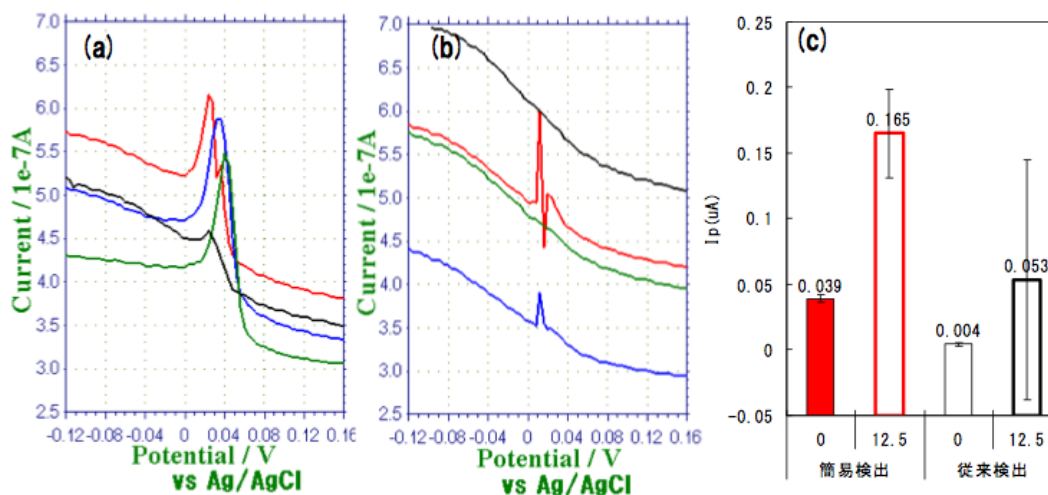 (a)
7.0
6.5
6.0
5.5
5.0
4.5
4.0
3.5
3.0
2.5
Current / 1e-7A
-0.12 -0.08 -0.04 0 0.04 0.08 0.12 0.16
Potential / V
vs Ag/AgCl
(b)
7.0
6.5
6.0
5.5
5.0
4.5
4.0
3.5
3.0
2.5
Current / 1e-7A
-0.12 -0.08 -0.04 0 0.04 0.08 0.12 0.16
Potential / V
vs Ag/AgCl
(c)
0.25
0.2
0.15
0.1
0.05
0
-0.05
Ip(uA)
0.039
0.165
0.004
0.053
0 12.5 0 12.5
簡易検出 従来検出